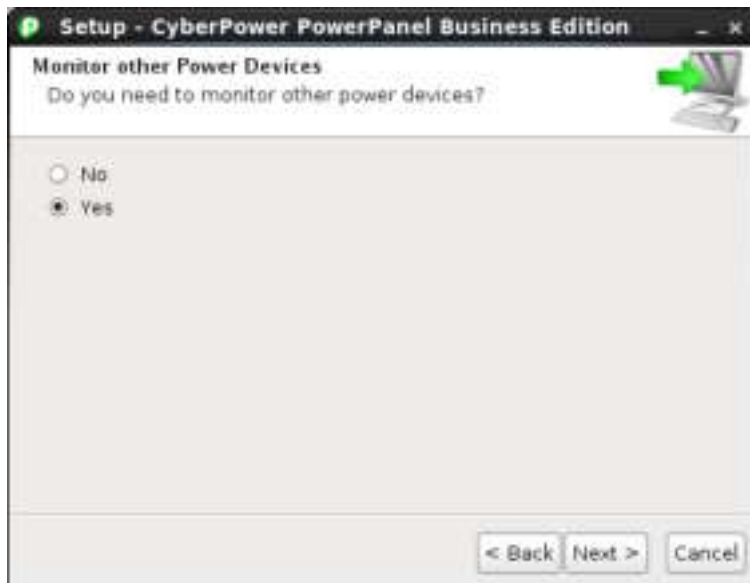 Setup - CyberPower PowerPanel Business Edition
Monitor other Power Devices
Do you need to monitor other power devices?
No
Yes
< Back Next > Cancel